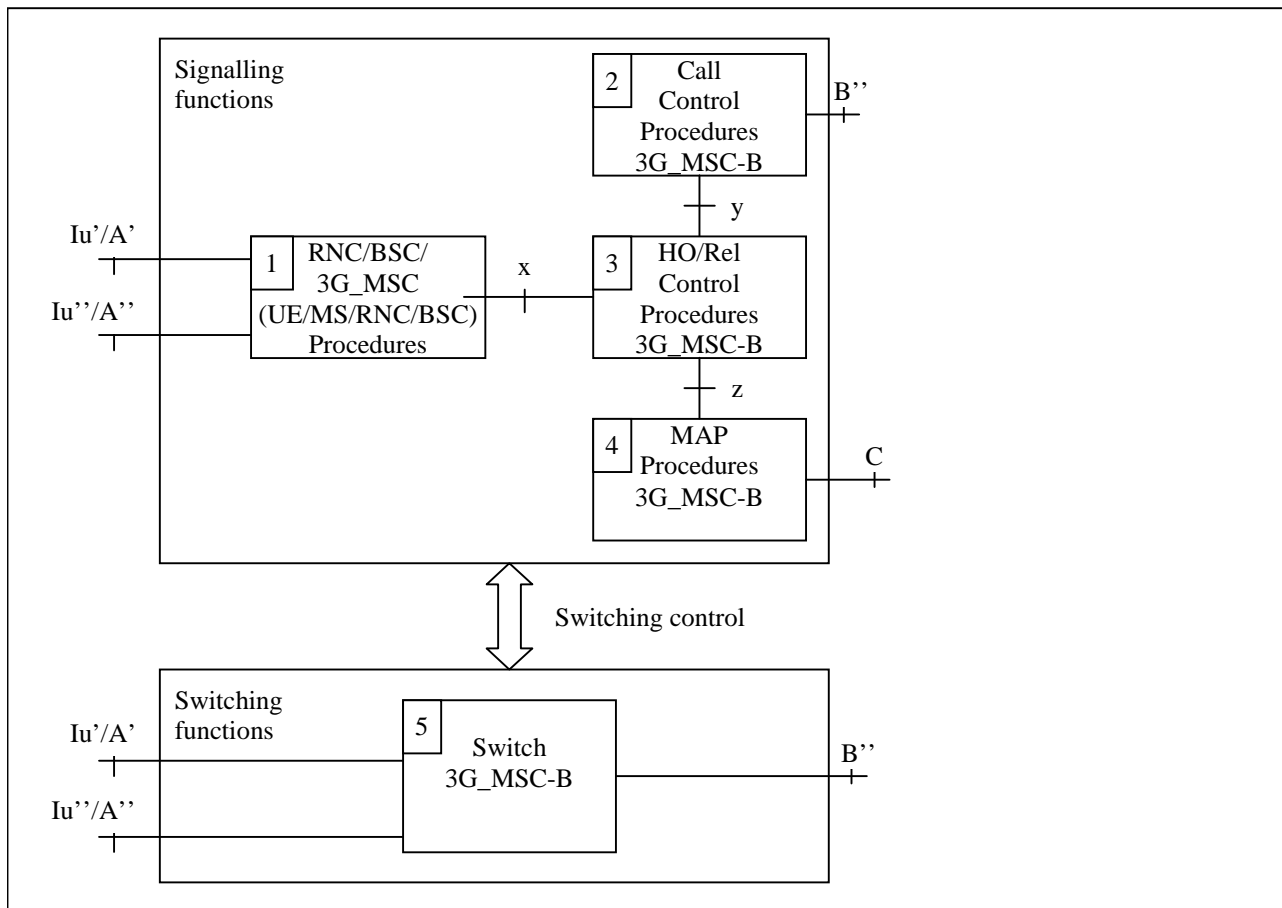 Signalling
functions
2
Call
Control
Procedures
3G_MSC-B
B’’
y
Iu’/A'
Iu’’/A’’
1
RNC/BSC/
3G_MSC
(UE/MS/RNC/BSC)
Procedures
x
3
HO/Rel
Control
Procedures
3G_MSC-B
z
4
MAP
Procedures
3G_MSC-B
C
Switching control
Switching
functions
Iu’/A'
Iu’’/A’’
5
Switch
3G_MSC-B
B’’